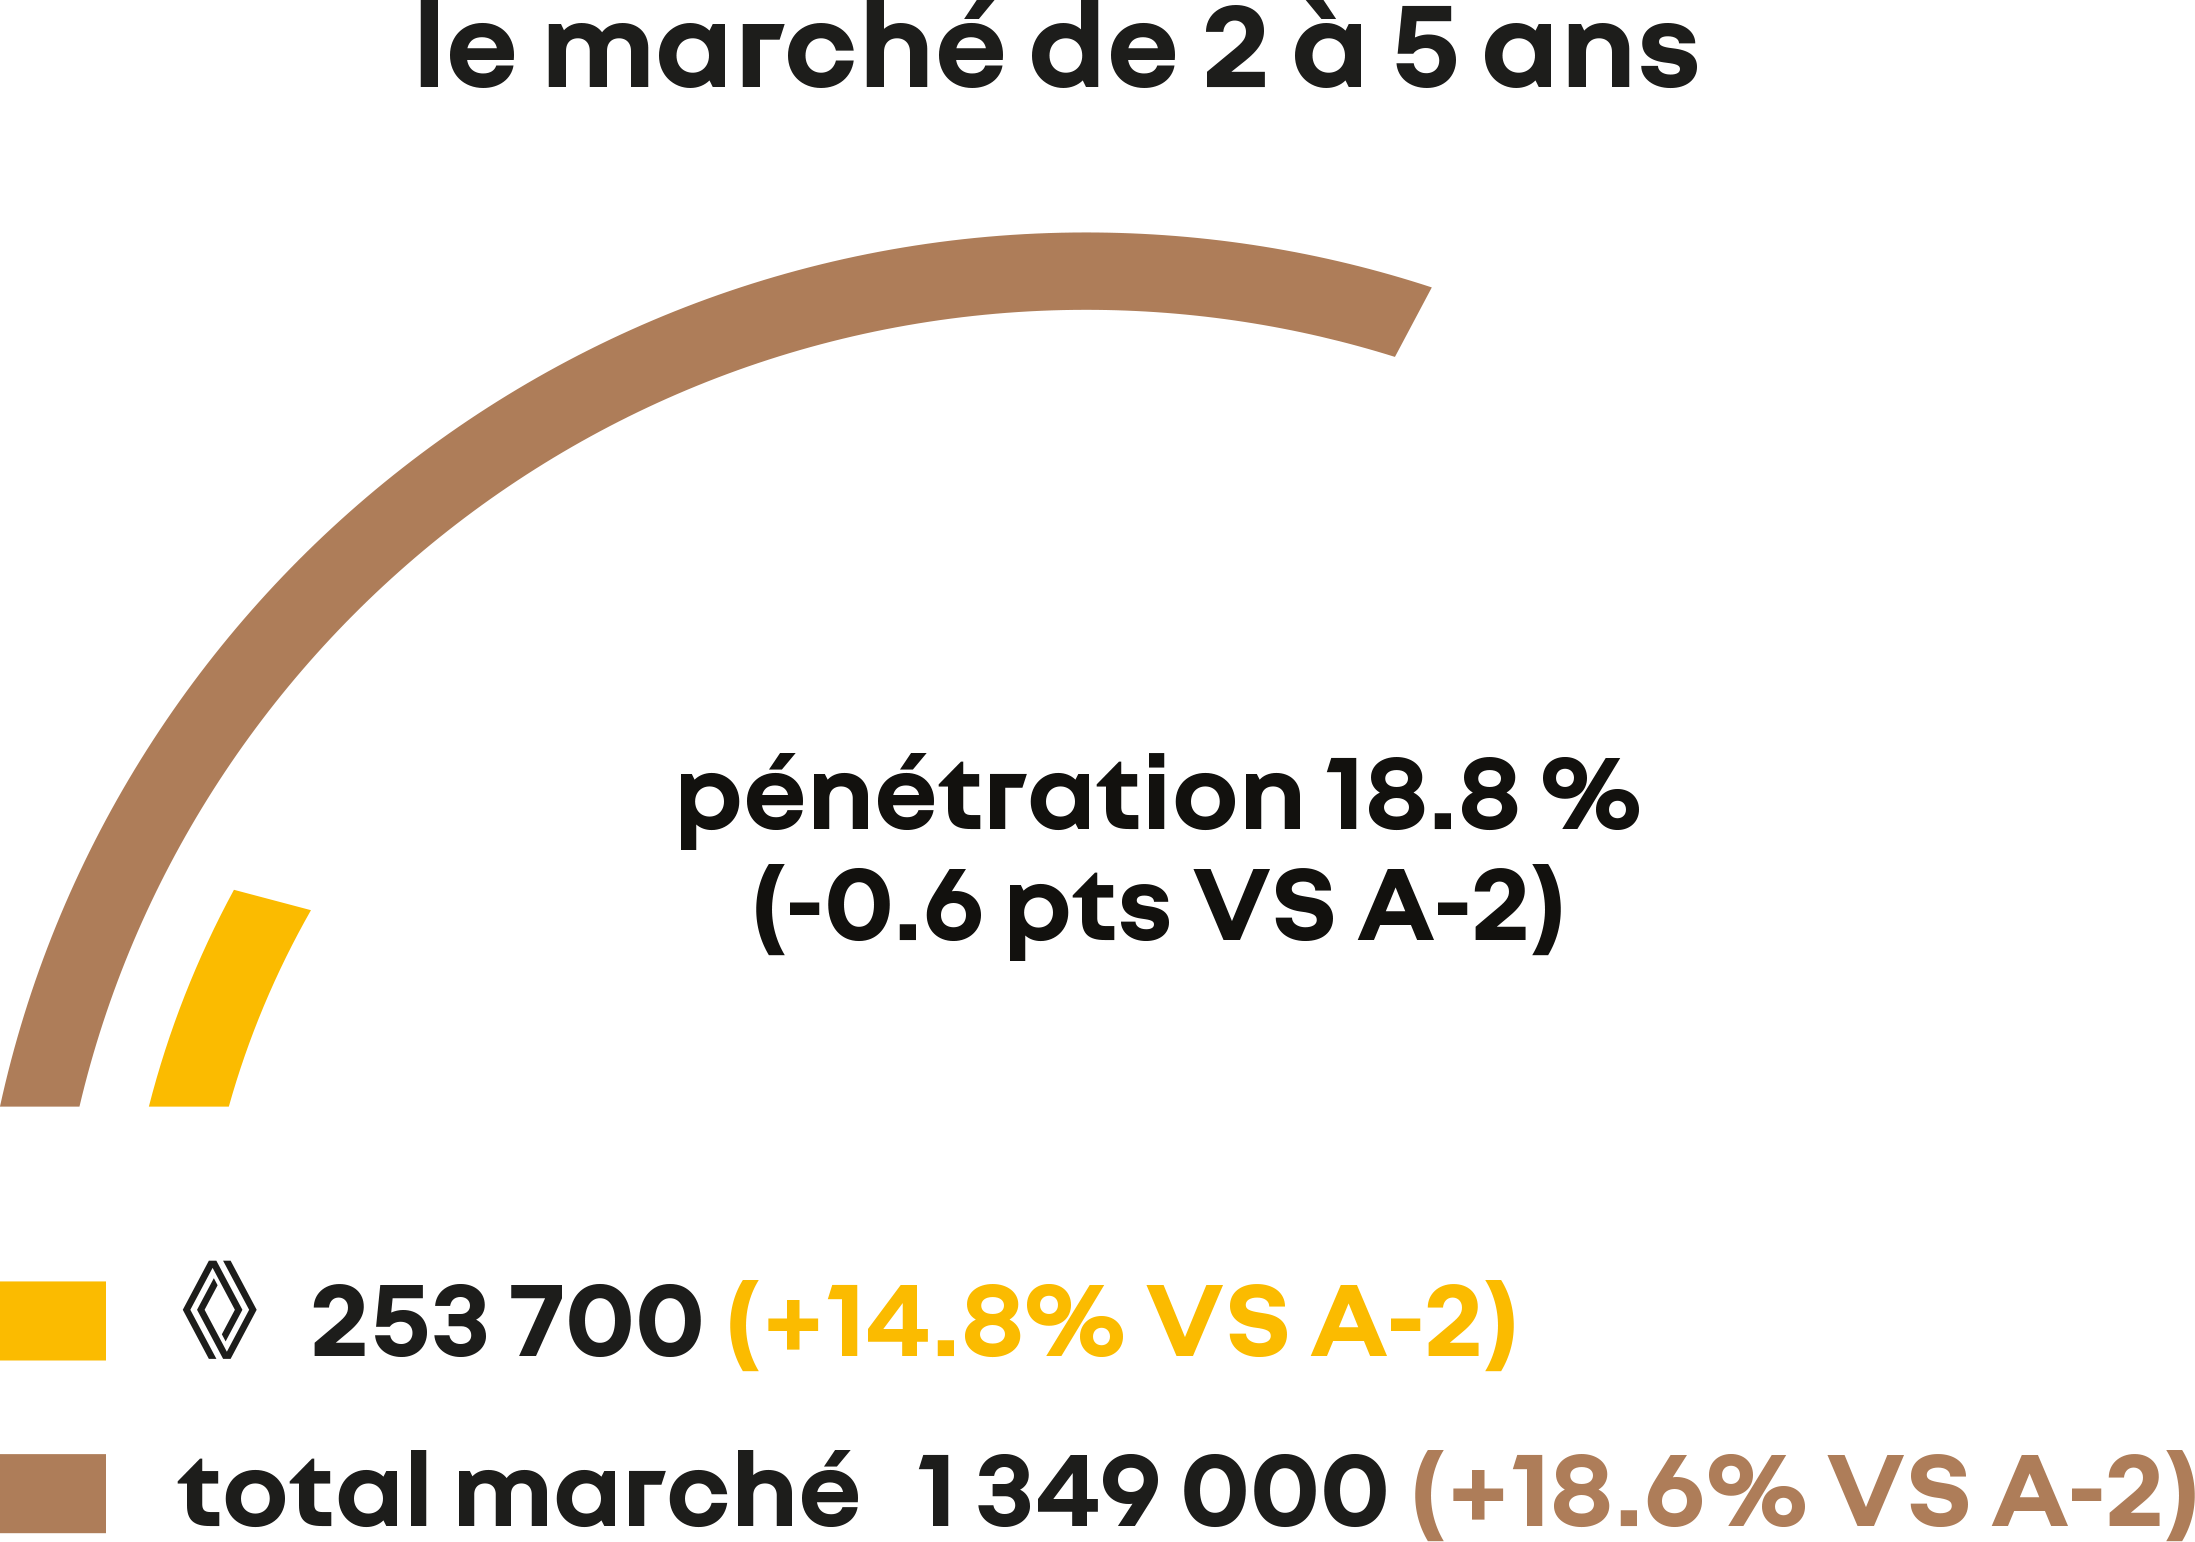 le marché de 2 à 5 ans
pénétration 18.8 %
(-0.6 pts VS A-2)
253 700 (+14.8% VS A-2)
total marché 1 349 000 (+18.6% VS A-2)